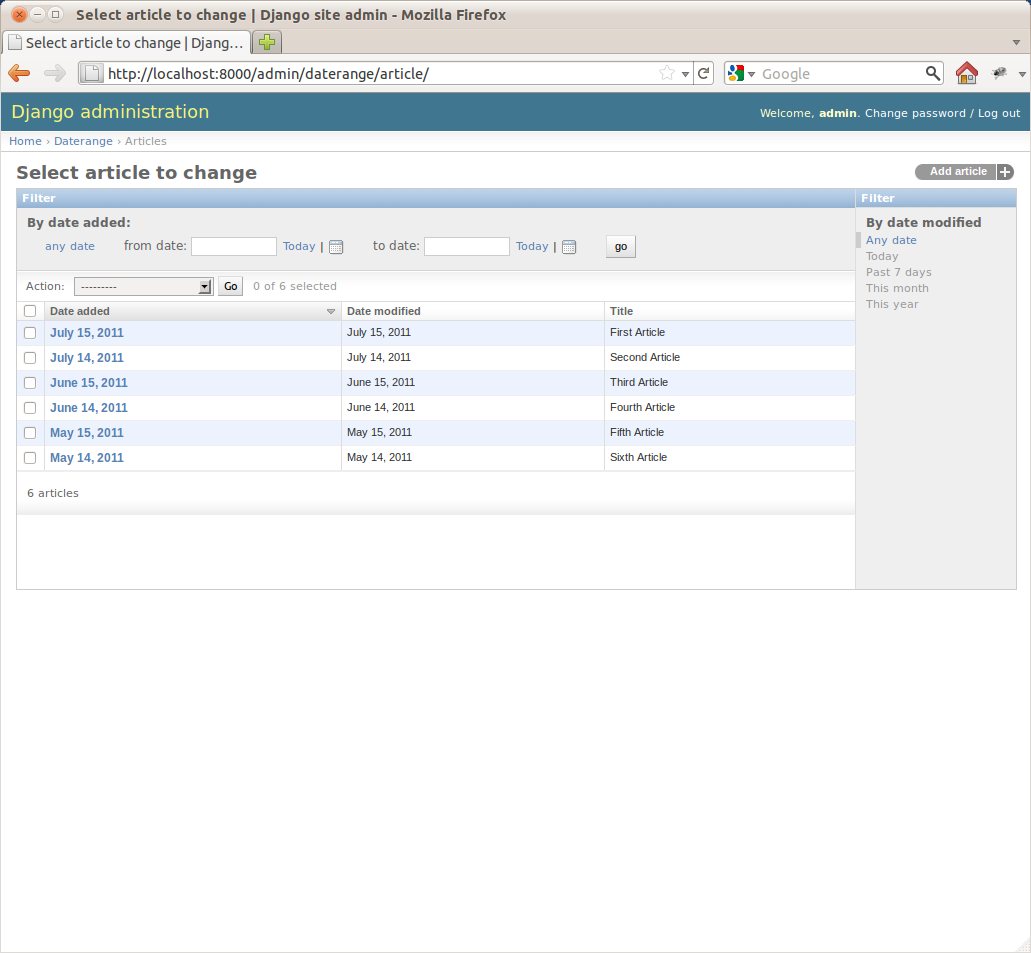 Select article to change | Django site admin - Mozilla Firefox
Select article to change | Djang...
http://localhost:8000/admin/daterange/article/ Google
Django administration Welcome, admin. Change password / Log out
Home › Daterange › Articles
Select article to change Add article
Filter Filter
By date added: By date modified
any date from date: Today | to date: Today | go Any date
Today
Past 7 days
This month
This year
Action: --------- Go 0 of 6 selected
Date added Date modified Title
July 15, 2011 July 15, 2011 First Article
July 14, 2011 July 14, 2011 Second Article
June 15, 2011 June 15, 2011 Third Article
June 14, 2011 June 14, 2011 Fourth Article
May 15, 2011 May 15, 2011 Fifth Article
May 14, 2011 May 14, 2011 Sixth Article
6 articles